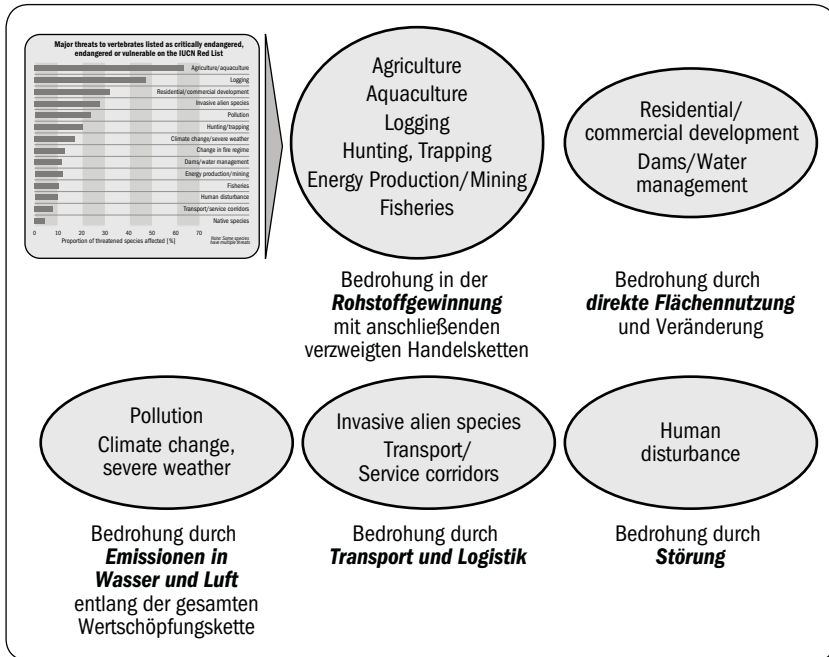 Major threats to vertebrates listed as critically endangered,
endangered or vulnerable on the IUCN Red List
Agriculture/aquaculture
Logging
Residential/commercial development
Invasive alien species
Pollution
Hunting/trapping
Climate change/severe weather
Change in fire regime
Dams/water management
Energy production/mining
Fisheries
Human disturbance
Transport/service corridors
Native species
0 10 20 30 40 50 60 70
Proportion of threatened species affected [%]
Note: Some species
have multiple threats
Agriculture
Aquaculture
Logging
Hunting, Trapping
Energy Production/Mining
Fisheries
Bedrohung in der
Rohstoffgewinnung
mit anschließenden
verzweigten Handelsketten
Residential/
commercial development
Dams/Water
management
Bedrohung durch
direkte Flächennutzung
und Veränderung
Pollution
Climate change,
severe weather
Bedrohung durch
Emissionen in
Wasser und Luft
entlang der gesamten
Wertschöpfungskette
Invasive alien species
Transport/
Service corridors
Bedrohung durch
Transport und Logistik
Human
disturbance
Bedrohung durch
Störung